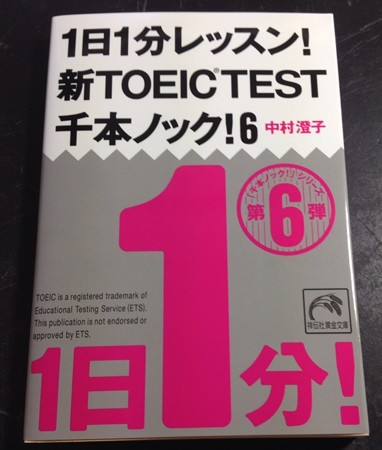 1日1分レッスン!
新TOEIC®TEST
千本ノック!6 中村澄子
「千本ノック!」シリーズ
第6弾
1
TOEIC is a registered trademark of
Educational Testing Service (ETS).
This publication is not endorsed or
approved by ETS.
祥伝社黄金文庫
1日 分!